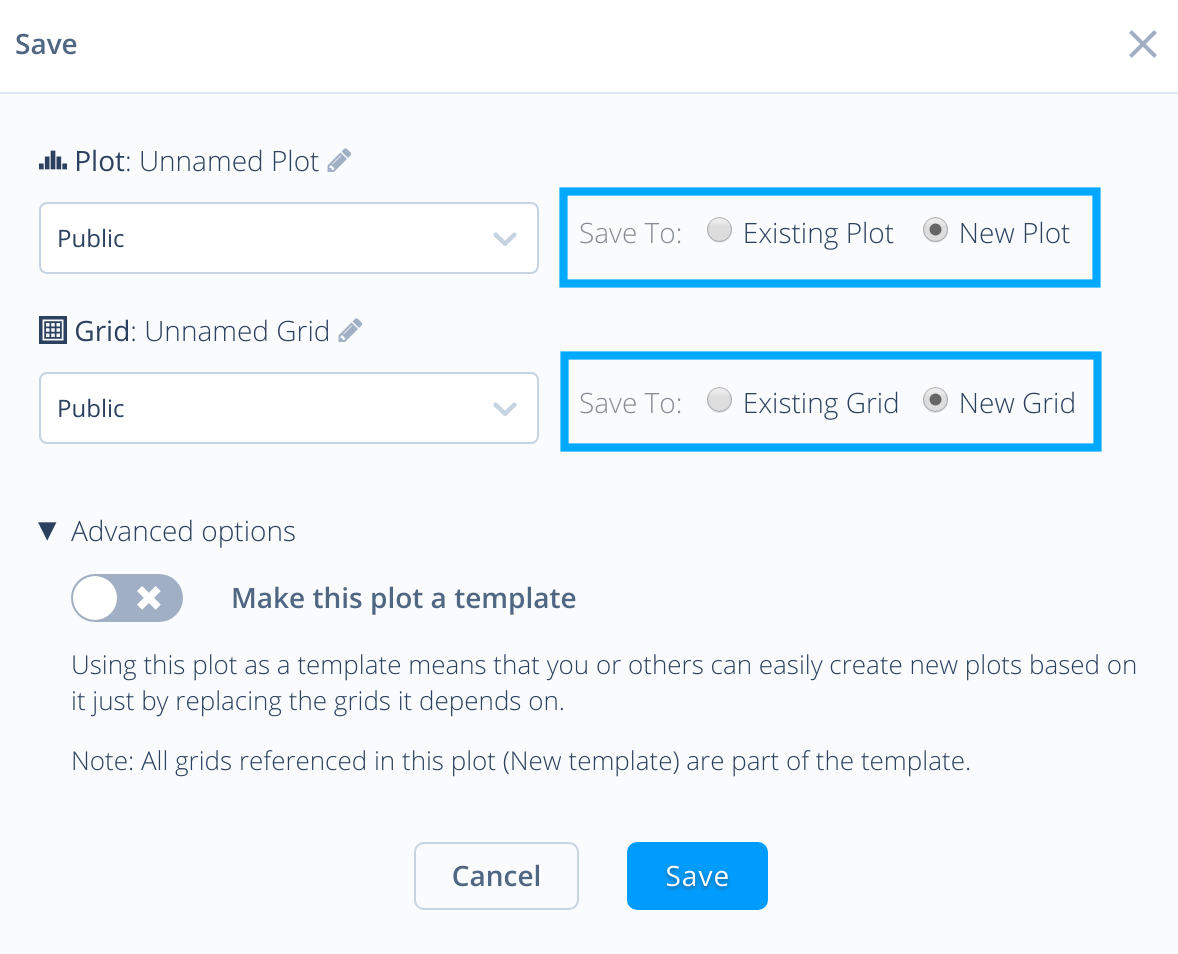 Save
Plot: Unnamed Plot
Public
Save To: Existing Plot New Plot
Grid: Unnamed Grid
Public
Save To: Existing Grid New Grid
Advanced options
Make this plot a template
Using this plot as a template means that you or others can easily create new plots based on
it just by replacing the grids it depends on.
Note: All grids referenced in this plot (New template) are part of the template.
Cancel
Save